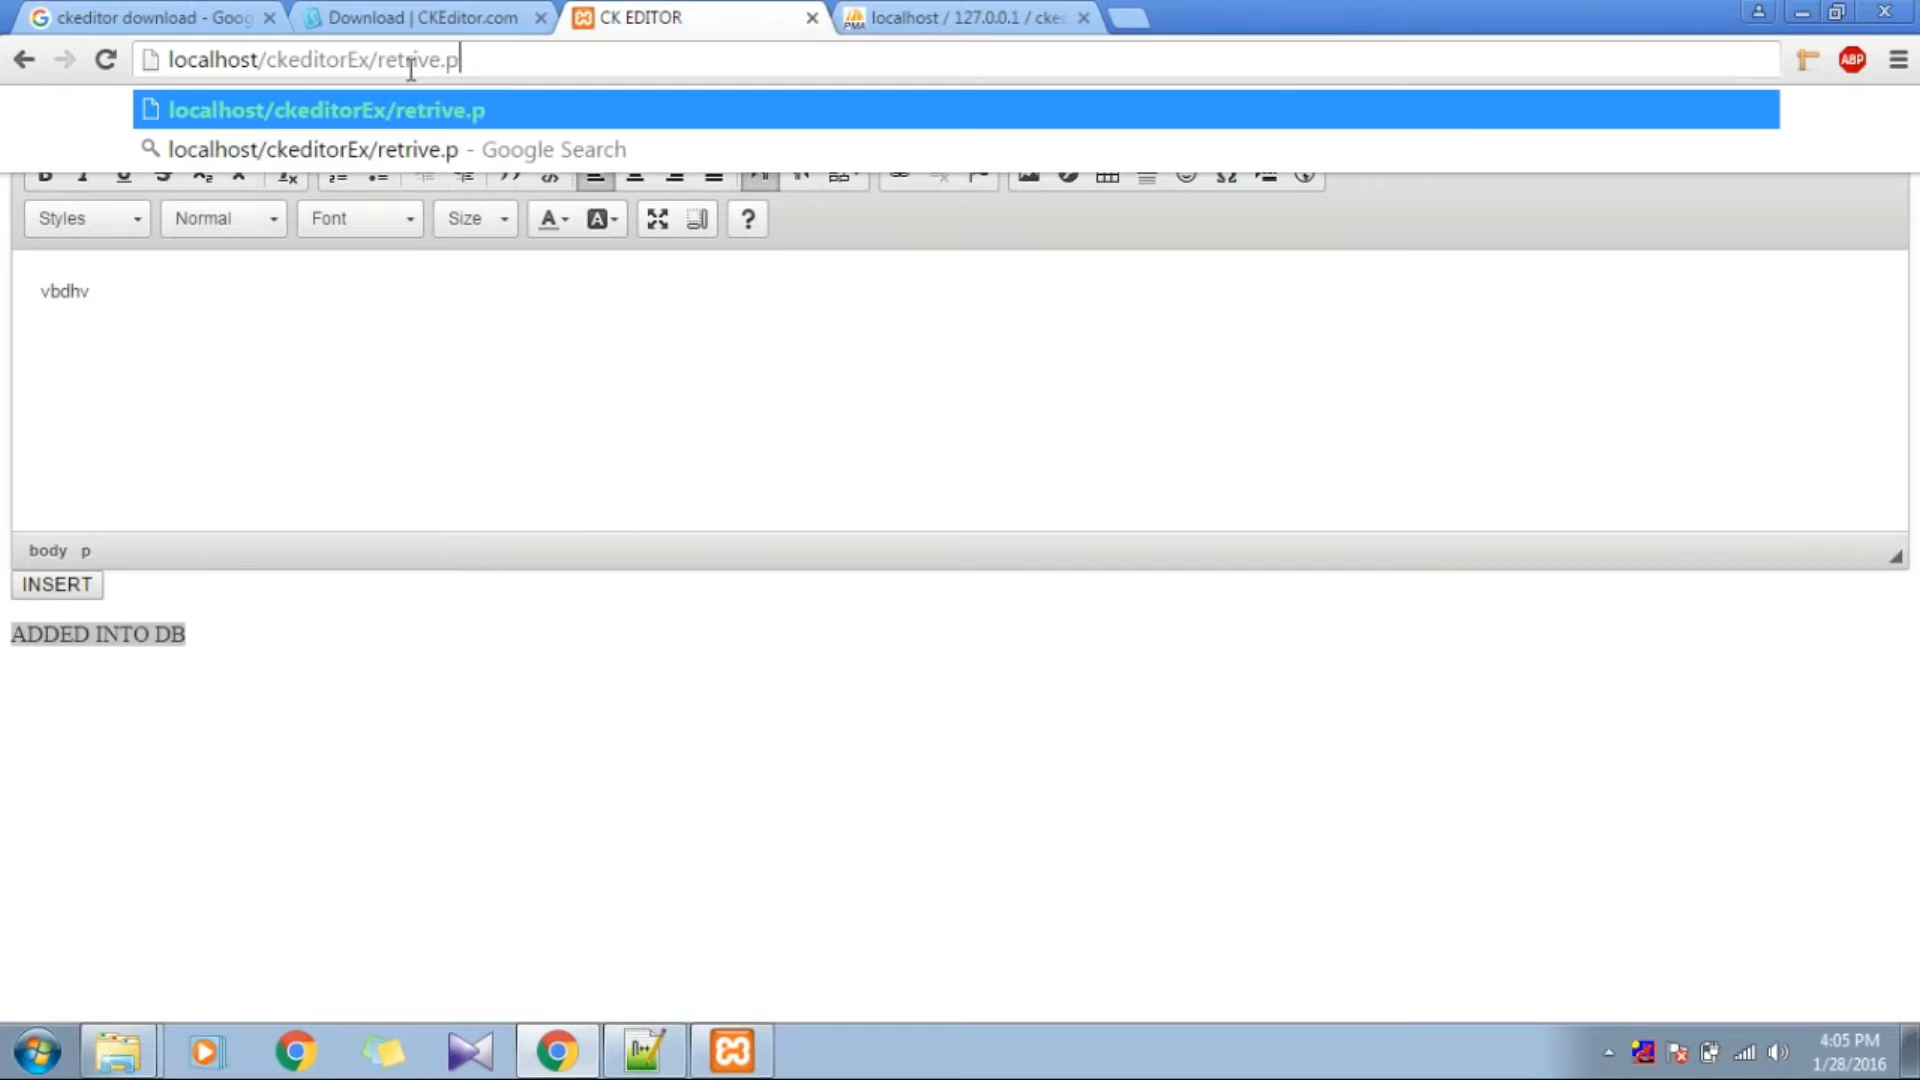 ckeditor download - Goog
Download | CKEditor.com
CK EDITOR
localhost / 127.0.0.1 / cke
localhost/ckeditorEx/retrive.p
ABP
localhost/ckeditorEx/retrive.p
localhost/ckeditorEx/retrive.p - Google Search
Styles Normal Font Size A A ?
vbdhv
body p
INSERT
ADDED INTO DB
4:05 PM
1/28/2016